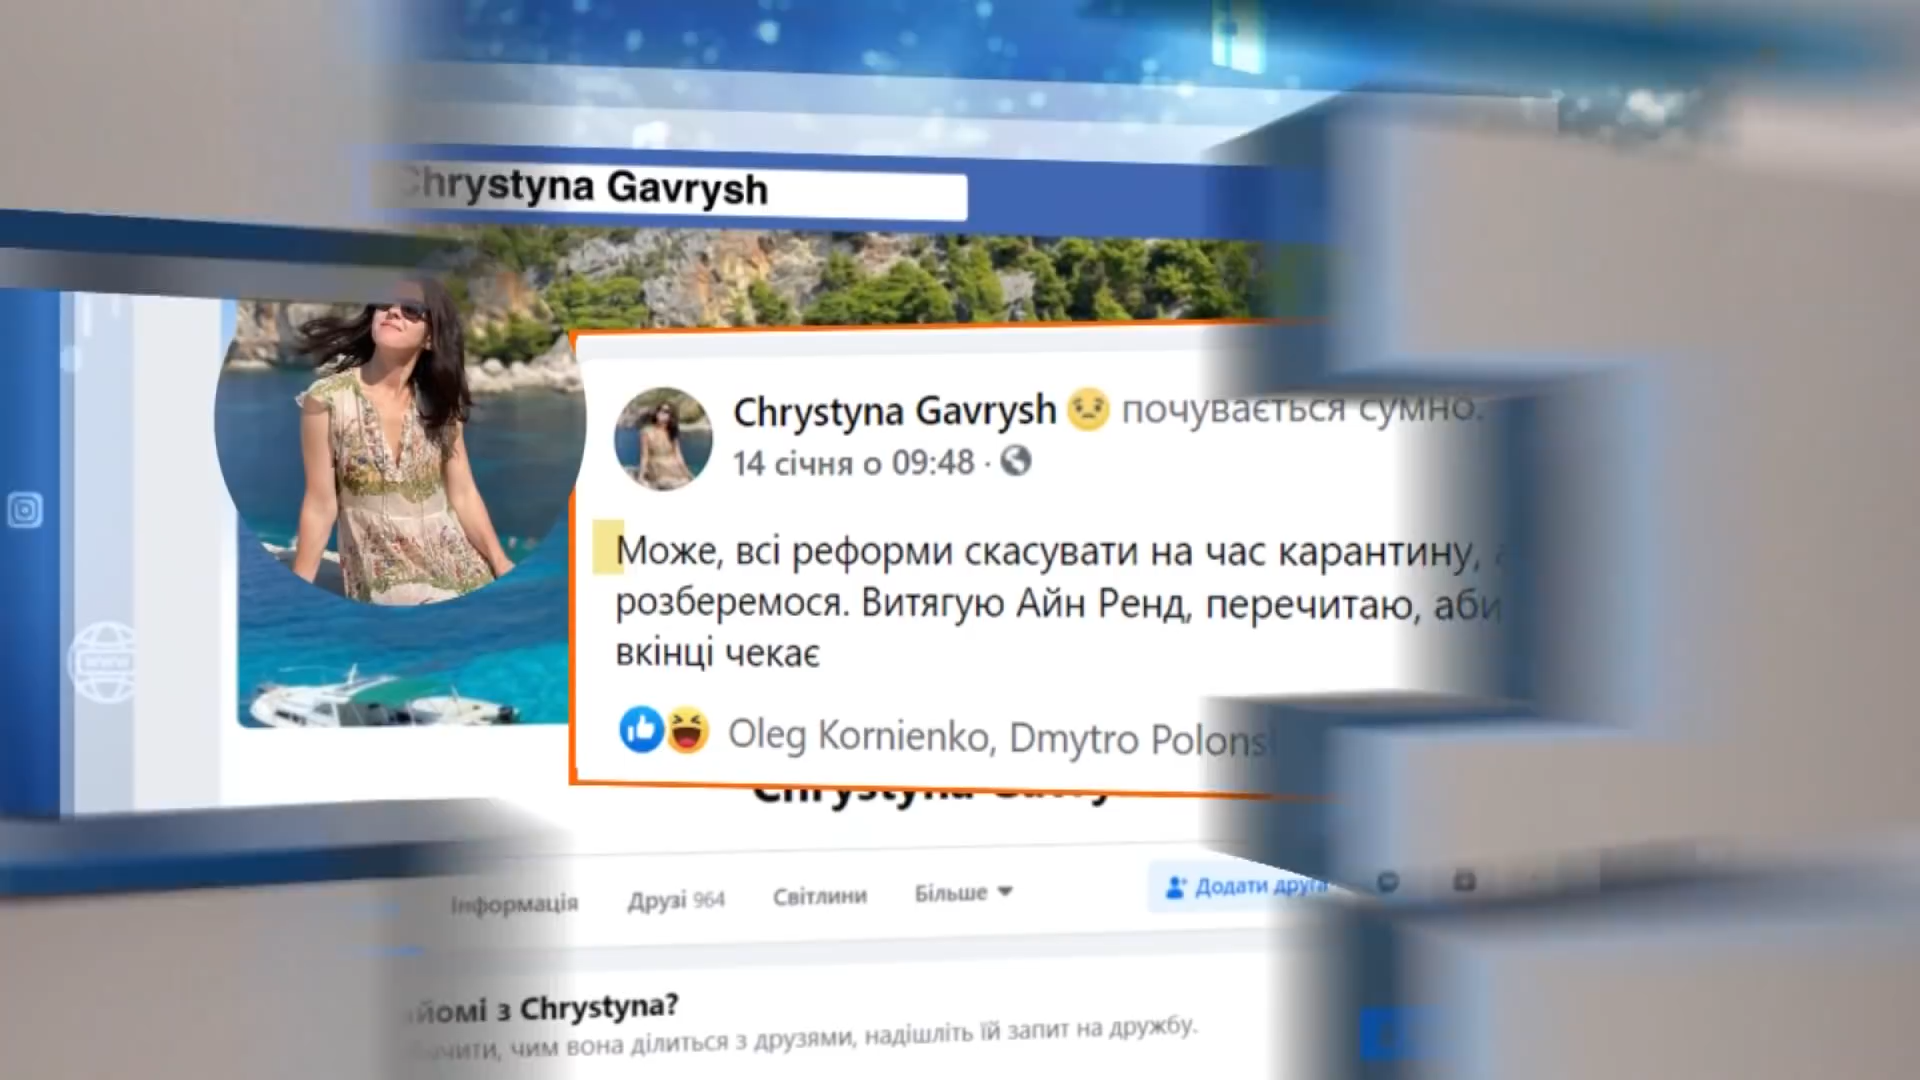 Chrystyna Gavrysh
Chrystyna Gavrysh почувається сумно.
14 січня о 09:48 ·
Може, всі реформи скасувати на час карантину,
розберемося. Витягую Айн Ренд, перечитаю, аби
вкінці чекає
Oleg Kornienko, Dmytro Polons
Chrystyna Gavry
Інформація Друзі 964 Світлини Більше Додати друга
з Chrystyna?
чим вона ділиться з друзями, надішліть їй запит на дружбу.